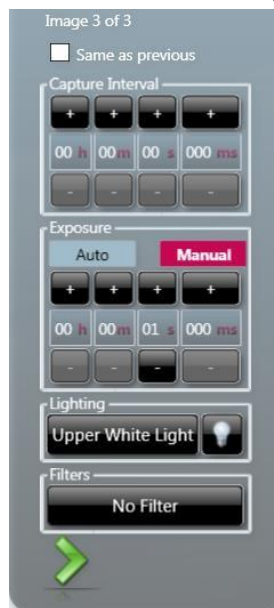 Image 3 of 3
Same as previous
Capture Interval
+ + + +
00 h 00 m 00 s 000 ms
- - - -
Exposure
Auto Manual
+ + + +
00 h 00 m 01 s 000 ms
- - - -
Lighting
Upper White Light
Filters
No Filter